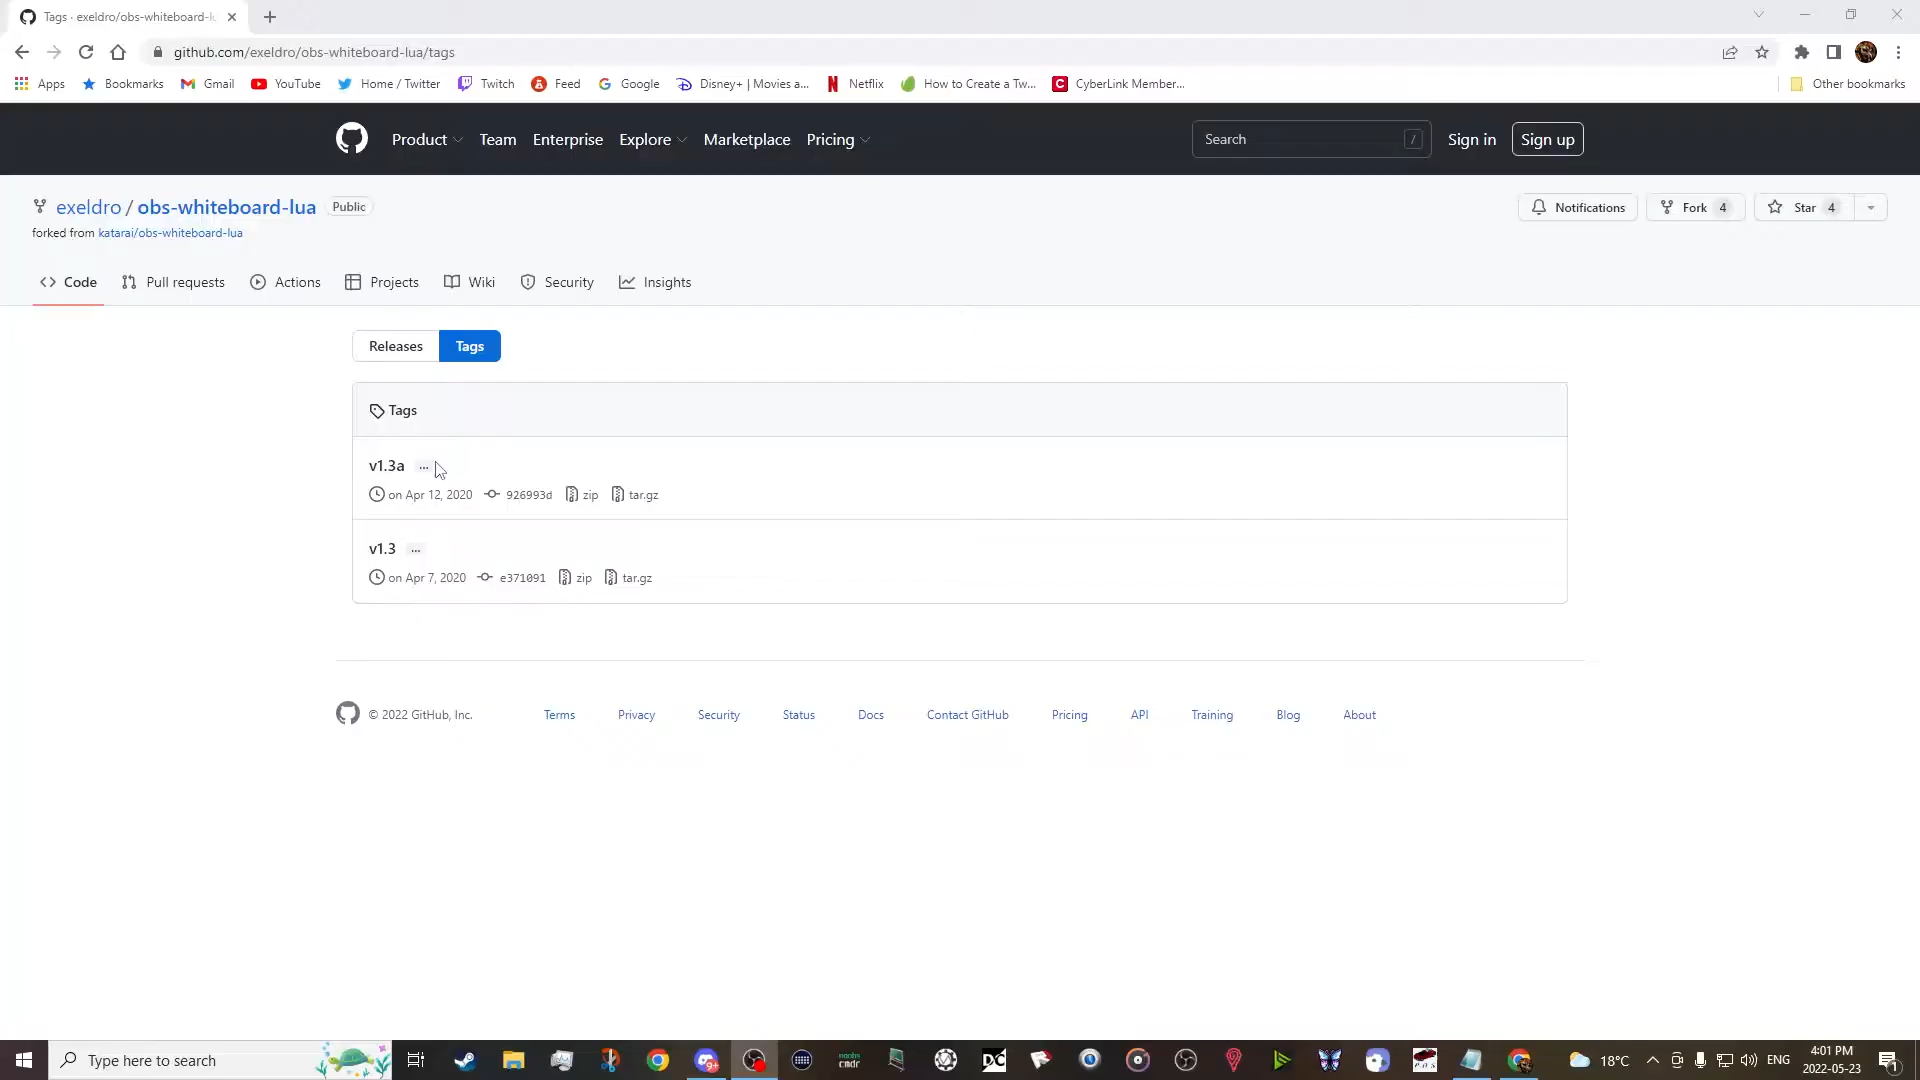 Tags · exeldro/obs-whiteboard-l
github.com/exeldro/obs-whiteboard-lua/tags
Apps Bookmarks Gmail YouTube Home / Twitter Twitch Feed Google Disney+ | Movies a... Netflix How to Create a Tw... CyberLink Member... Other bookmarks
Product Team Enterprise Explore Marketplace Pricing Search / Sign in Sign up
exeldro / obs-whiteboard-lua Public Notifications Fork 4 Star 4
forked from katarai/obs-whiteboard-lua
Code Pull requests Actions Projects Wiki Security Insights
Releases Tags
Tags
v1.3a ...
on Apr 12, 2020 926993d zip tar.gz
v1.3 ...
on Apr 7, 2020 e371091 zip tar.gz
© 2022 GitHub, Inc. Terms Privacy Security Status Docs Contact GitHub Pricing API Training Blog About
Type here to search 9+ DC 18°C ENG 4:01 PM
2022-05-23 1